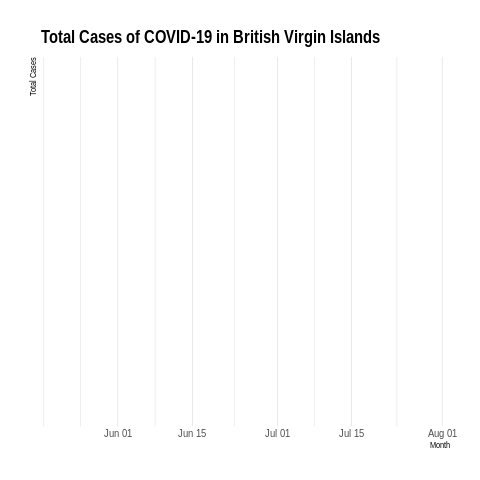 Total Cases of COVID-19 in British Virgin Islands
Total Cases
Jun 01 Jun 15 Jul 01 Jul 15 Aug 01
Month